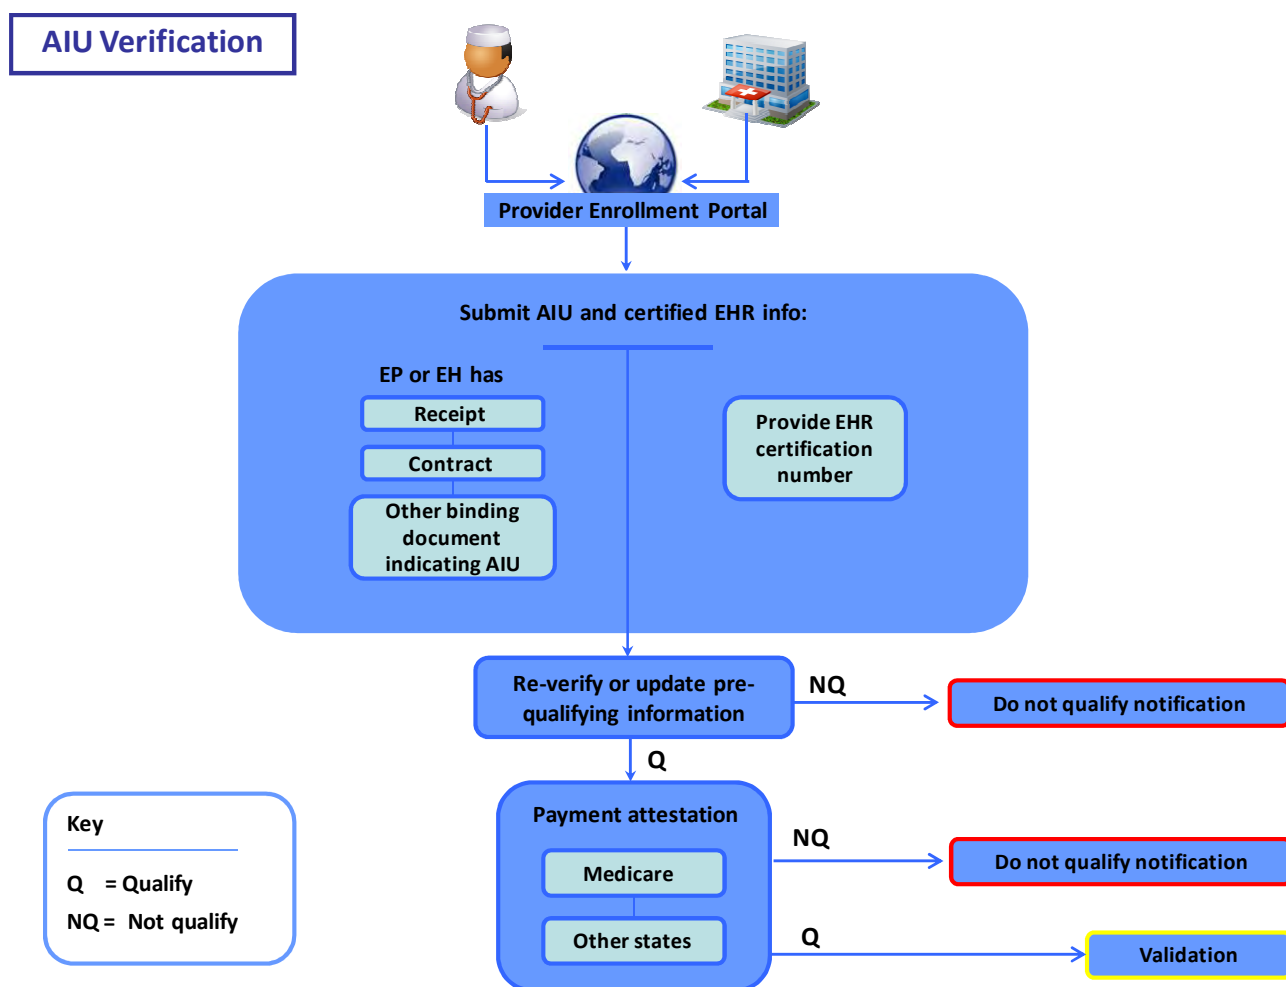 AIU Verification
Provider Enrollment Portal
Submit AIU and certified EHR info:
EP or EH has
Receipt
Contract
Other binding
document
indicating AIU
Provide EHR
certification
number
Re-verify or update pre-
qualifying information
NQ
Do not qualify notification
Q
Payment attestation
Medicare
Other states
NQ
Do not qualify notification
Q
Validation
Key
Q = Qualify
NQ = Not qualify